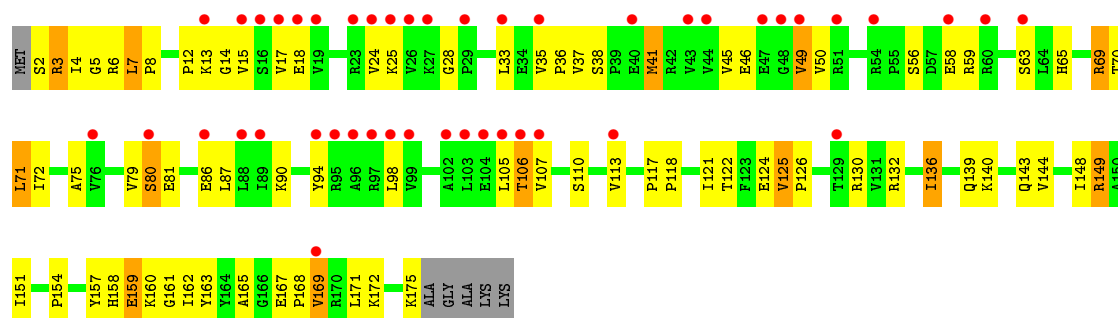 MET S2 R3 I4 G5 R6 L7 P8 P12 K13 G14 V15 S16 V17 E18 V19 R23 V24 K25 V26 K27 G28 P29 L33 E34 V35 P36 V37 S38 P39 E40 M41 R42 V43 V44 V45 E46 E47 G48 V49 V50 R51 R54 P55 S56 D57 E58 R59 R60 S63 L64 H65 R69 T70
L71 I72 A75 V76 V79 S80 E81 E86 L87 L88 I89 K90 Y94 R95 A96 R97 L98 V99 A102 L103 E104 L105 T106 V107 S110 V113 P117 P118 I121 T122 F123 E124 V125 P126 T129 R130 V131 R132 I136 Q139 K140 Q143 V144 I148 R149 A150
I151 P154 Y157 H158 E159 K160 G161 I162 Y163 Y164 A165 G166 E167 P168 V169 R170 L171 K172 K175 ALA GLY ALA LYS LYS